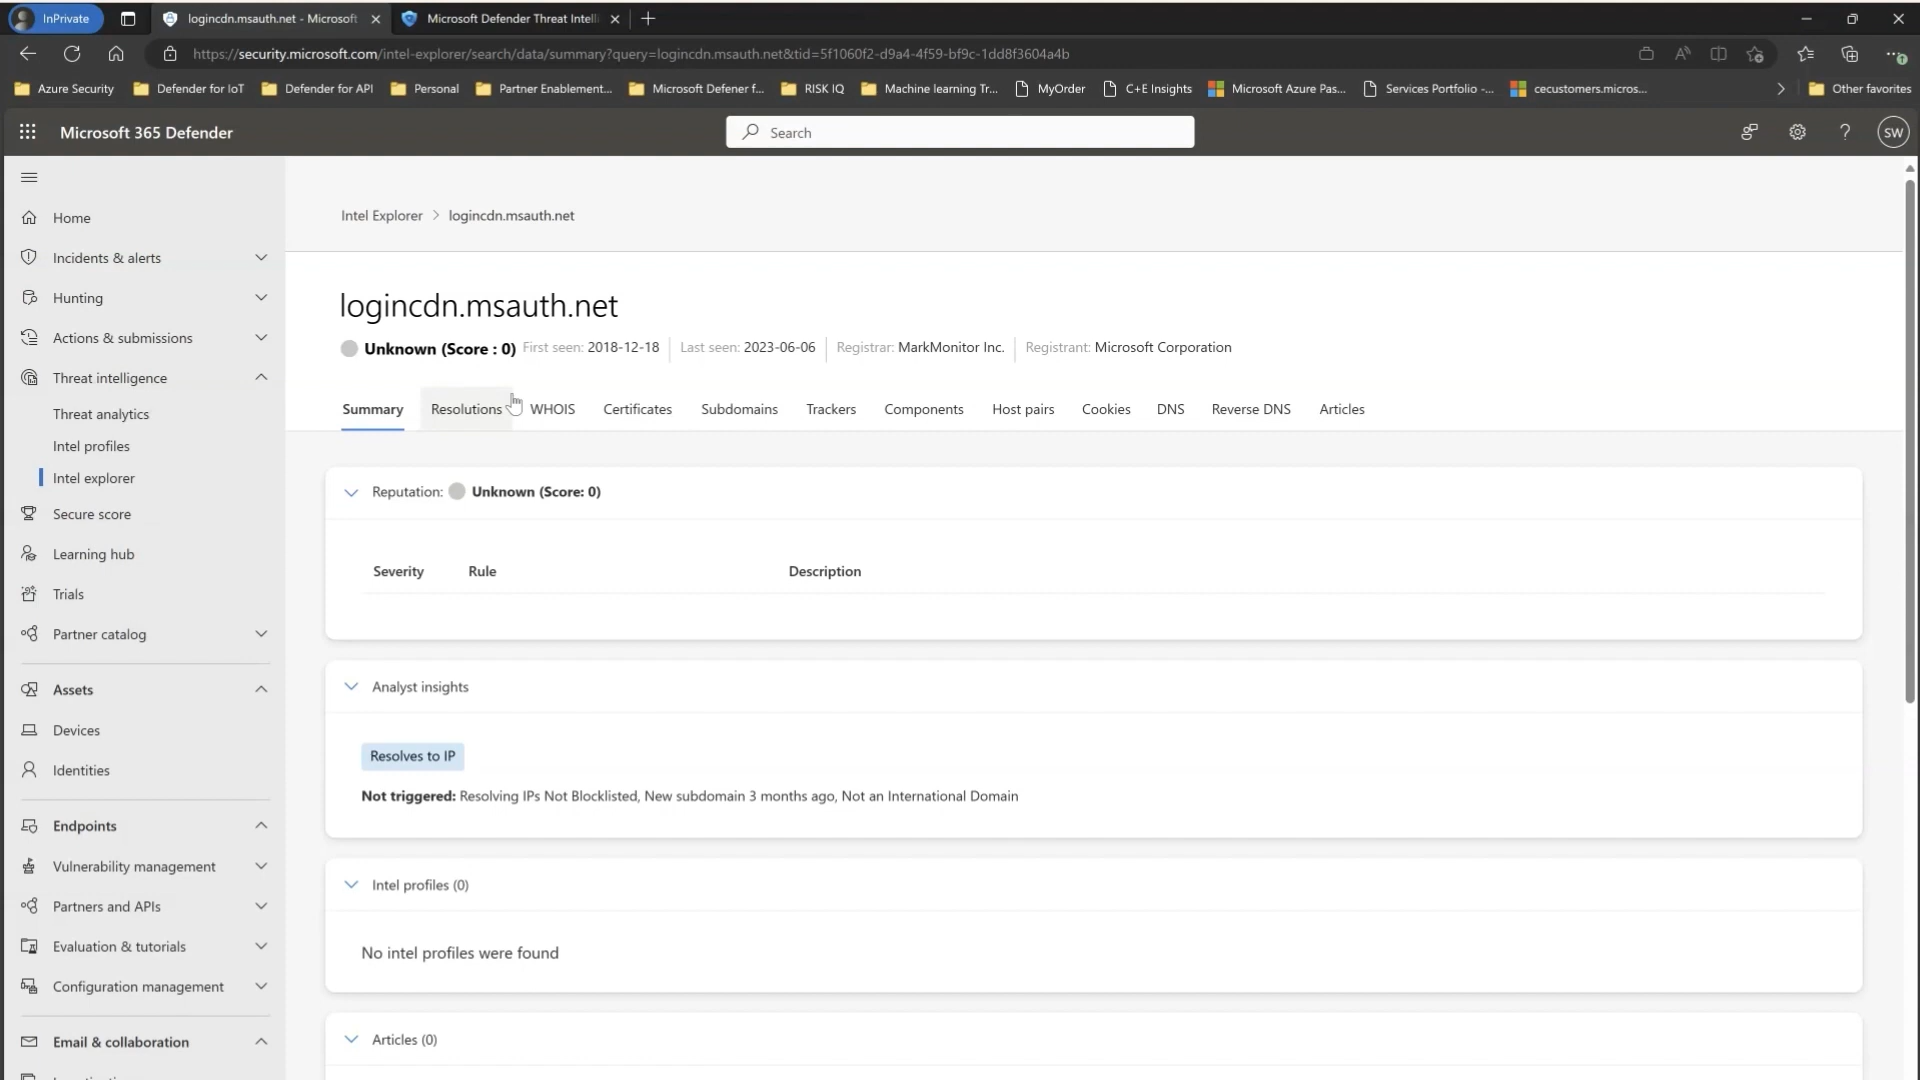 InPrivate
logincdn.msauth.net - Microsoft
Microsoft Defender Threat Intelli
https://security.microsoft.com/intel-explorer/search/data/summary?query=logincdn.msauth.net&tid=5f1060f2-d9a4-4f59-bf9c-1dd8f3604a4b
Azure Security Defender for IoT Defender for API Personal Partner Enablement... Microsoft Defener f... RISK IQ Machine learning Tr... MyOrder C+E Insights Microsoft Azure Pas... Services Portfolio -... cecustomers.micros... Other favorites
Microsoft 365 Defender
Search
SW
Home
Incidents & alerts
Hunting
Actions & submissions
Threat intelligence
Threat analytics
Intel profiles
Intel explorer
Secure score
Learning hub
Trials
Partner catalog
Assets
Devices
Identities
Endpoints
Vulnerability management
Partners and APIs
Evaluation & tutorials
Configuration management
Email & collaboration
Intel Explorer > logincdn.msauth.net
logincdn.msauth.net
Unknown (Score : 0) First seen: 2018-12-18 Last seen: 2023-06-06 Registrar: MarkMonitor Inc. Registrant: Microsoft Corporation
Summary Resolutions WHOIS Certificates Subdomains Trackers Components Host pairs Cookies DNS Reverse DNS Articles
Reputation: Unknown (Score: 0)
Severity Rule Description
Analyst insights
Resolves to IP
Not triggered: Resolving IPs Not Blocklisted, New subdomain 3 months ago, Not an International Domain
Intel profiles (0)
No intel profiles were found
Articles (0)